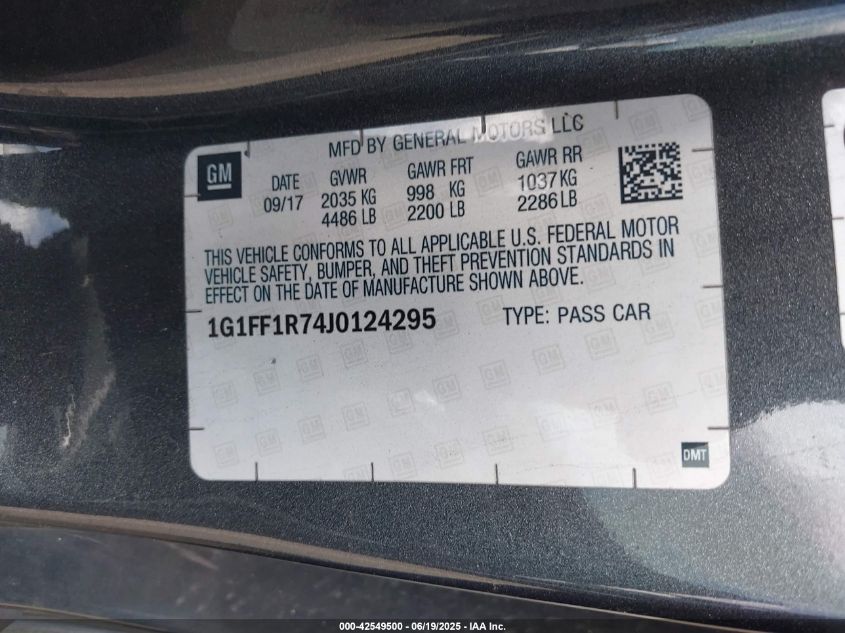 MFD BY GENERAL MOTORS LLC
GM
DATE GVWR GAWR FRT GAWR RR
09/17 2035 KG 998 KG 1037 KG
4486 LB 2200 LB 2286 LB
THIS VEHICLE CONFORMS TO ALL APPLICABLE U.S. FEDERAL MOTOR
VEHICLE SAFETY, BUMPER, AND THEFT PREVENTION STANDARDS IN
EFFECT ON THE DATE OF MANUFACTURE SHOWN ABOVE.
1G1FF1R74J0124295 TYPE: PASS CAR
DMT
000-42549500 - 06/19/2025 - IAA Inc.